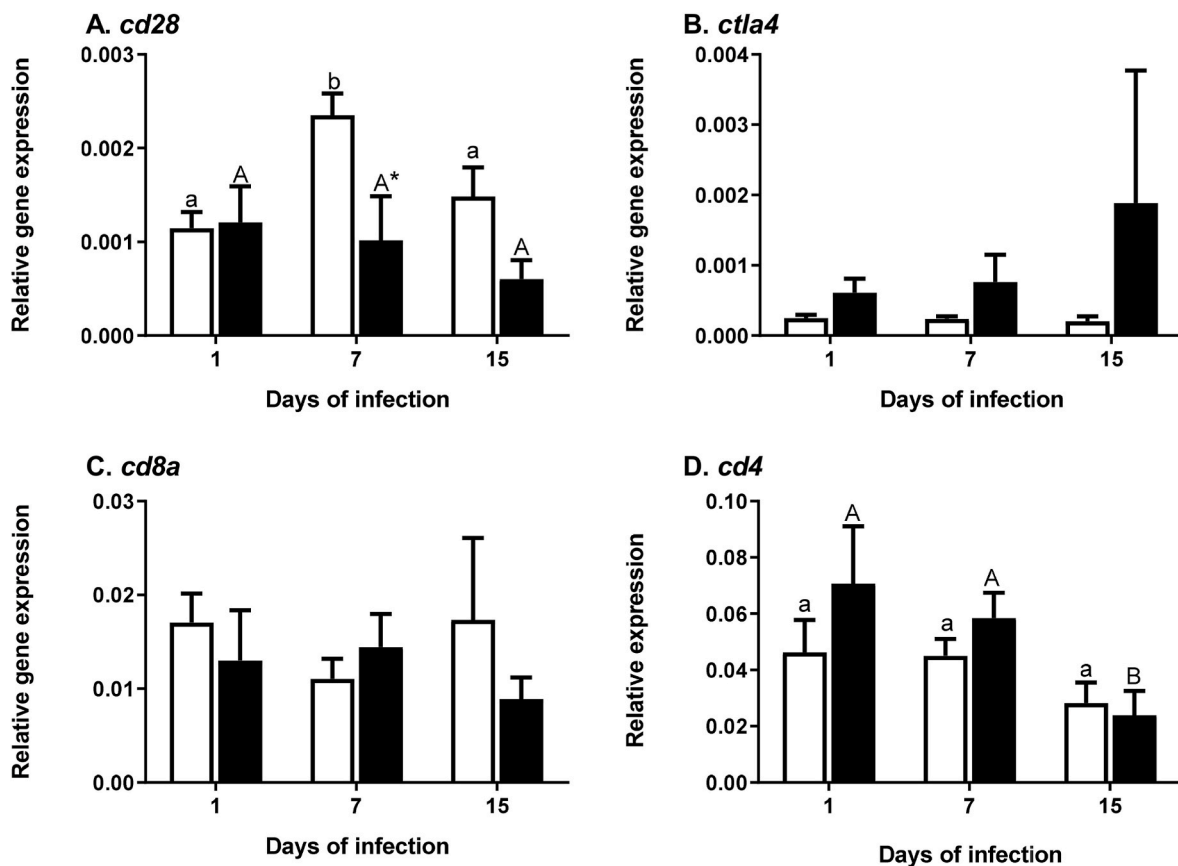 A. cd28
Relative gene expression
0.003
0.002
0.001
0.000
a
A
b
A*
a
A
1
7
15
Days of infection
B. ctla4
Relative gene expression
0.004
0.003
0.002
0.001
0.000
1
7
15
Days of infection
C. cd8a
Relative gene expression
0.03
0.02
0.01
0.00
1
7
15
Days of infection
D. cd4
Relative expression
0.10
0.08
0.06
0.04
0.02
0.00
a
A
a
A
a
B
1
7
15
Days of infection